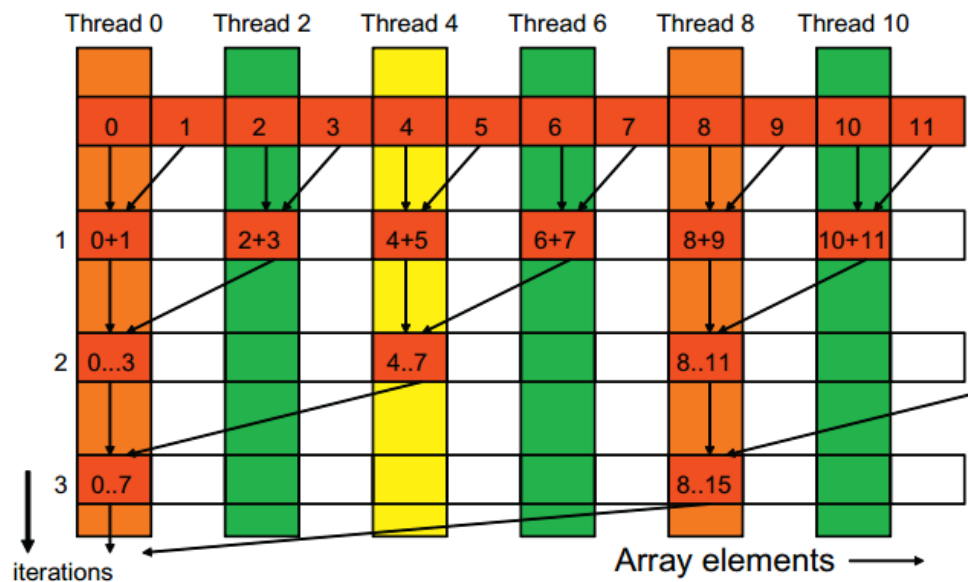 Thread 0 Thread 2 Thread 4 Thread 6 Thread 8 Thread 10
0 1 2 3 4 5 6 7 8 9 10 11
1 0+1 2+3 4+5 6+7 8+9 10+11
2 0...3 4..7 8..11
3 0..7 8..15
iterations
Array elements